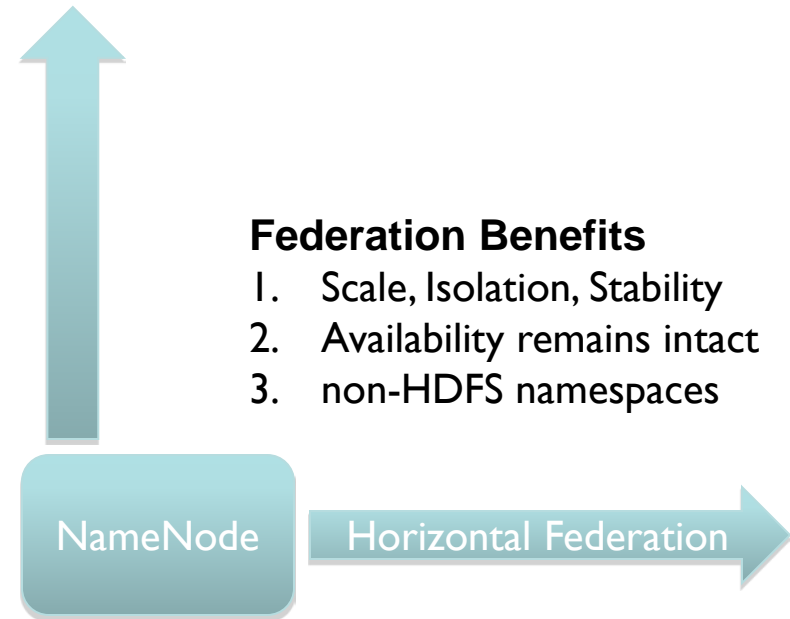 Federation Benefits
1. Scale, Isolation, Stability
2. Availability remains intact
3. non-HDFS namespaces
NameNode
Horizontal Federation